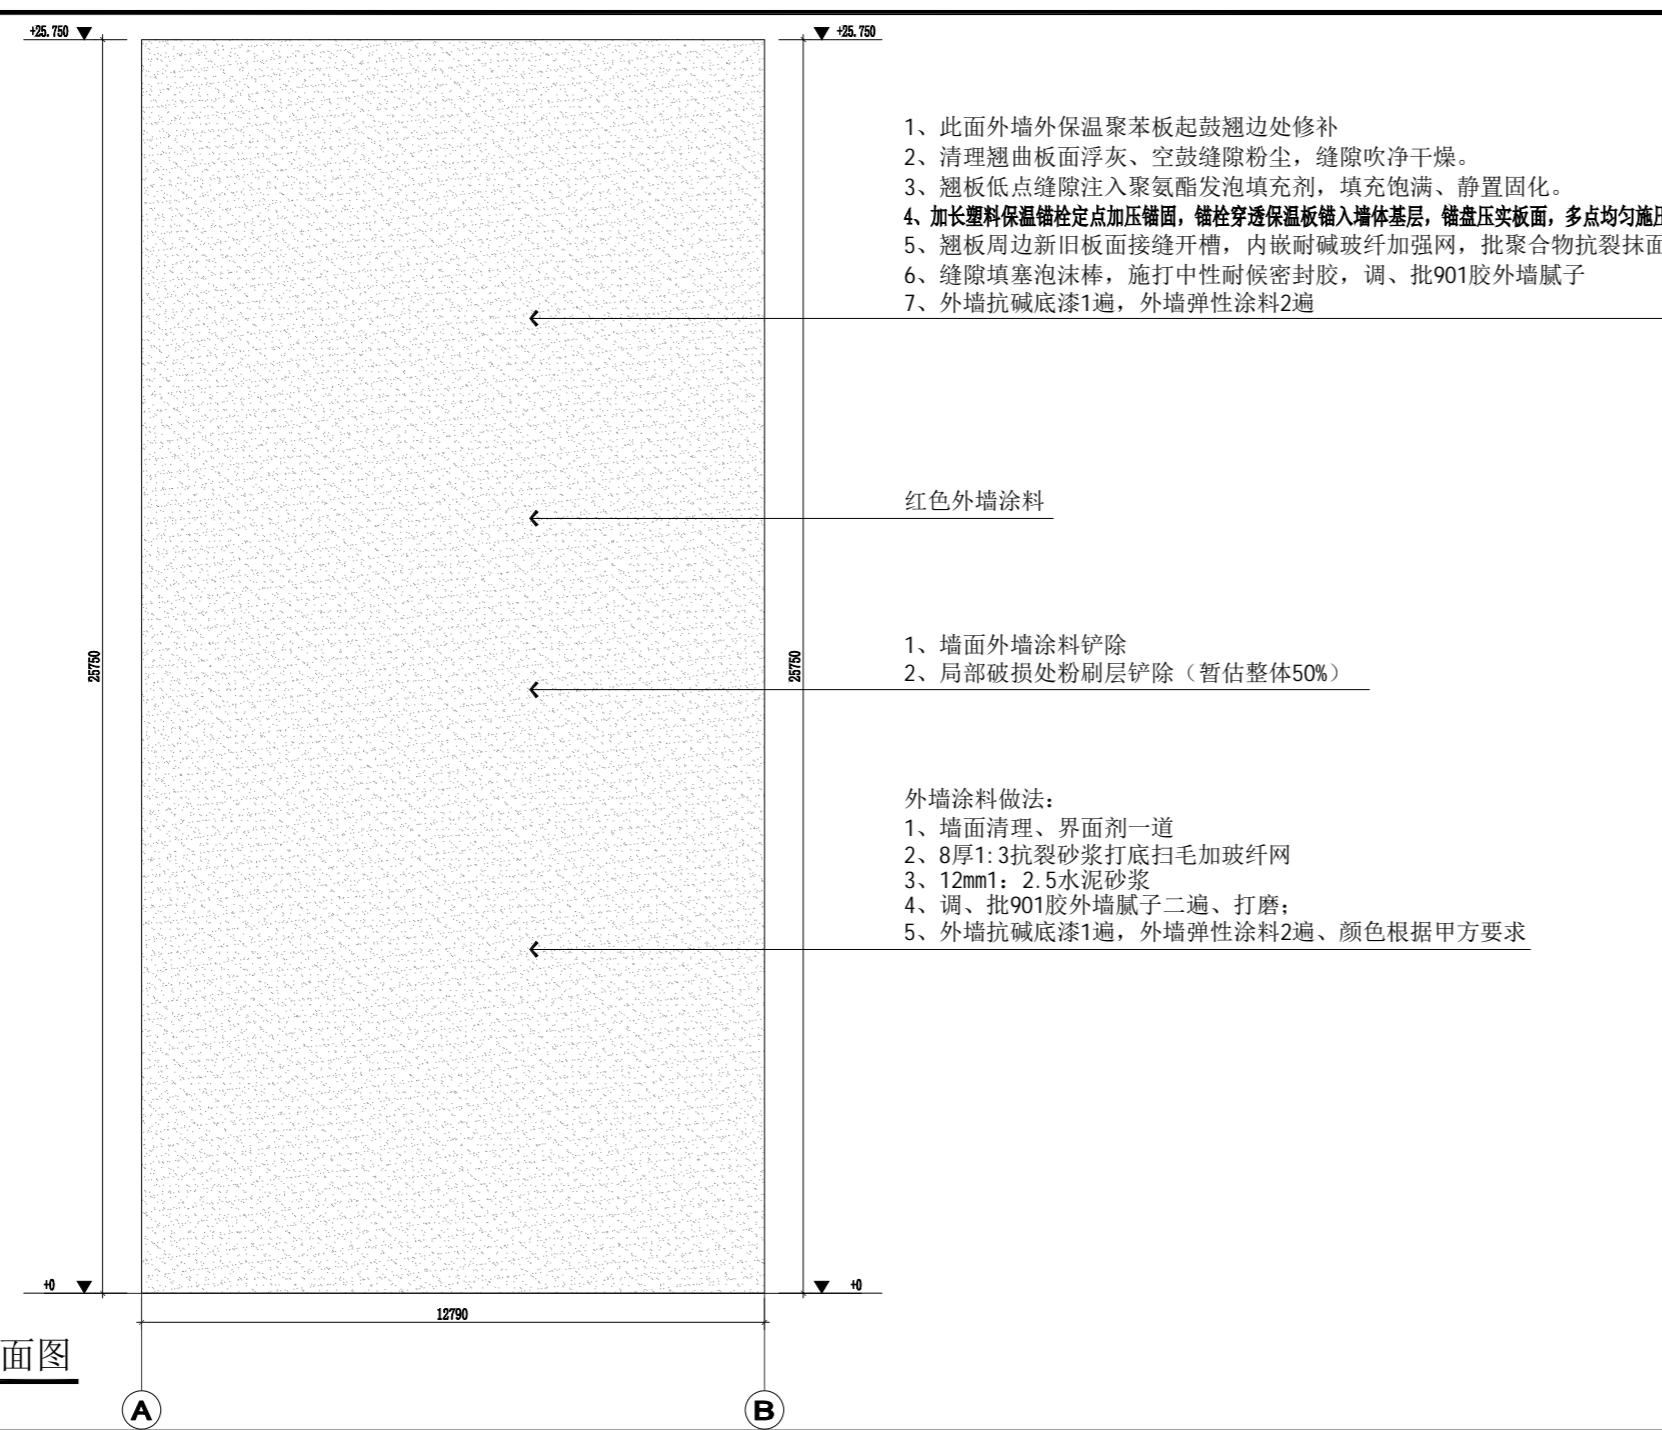 +25.750
+25.750
1、此面外墙外保温聚苯板起鼓翘边处修补
2、清理翘曲板面浮灰、空鼓缝隙粉尘，缝隙吹净干燥。
3、翘板低点缝隙注入聚氨酯发泡填充剂，填充饱满、静置固化。
4、加长塑料保温锚栓定点加压锚固，锚栓穿透保温板锚入墙体基层，锚盘压实板面，多点均匀施压
5、翘板周边新旧板面接缝开槽，内嵌耐碱玻纤加强网，批聚合物抗裂抹面
6、缝隙填塞泡沫棒，施打中性耐候密封胶，调、批901胶外墙腻子
7、外墙抗碱底漆1遍，外墙弹性涂料2遍
红色外墙涂料
25750
25750
1、墙面外墙涂料铲除
2、局部破损处粉刷层铲除（暂估整体50%）
外墙涂料做法：
1、墙面清理、界面剂一道
2、8厚1:3抗裂砂浆打底扫毛加玻纤网
3、12mm1：2.5水泥砂浆
4、调、批901胶外墙腻子二遍、打磨；
5、外墙抗碱底漆1遍，外墙弹性涂料2遍、颜色根据甲方要求
+0
+0
12790
面图
A
B